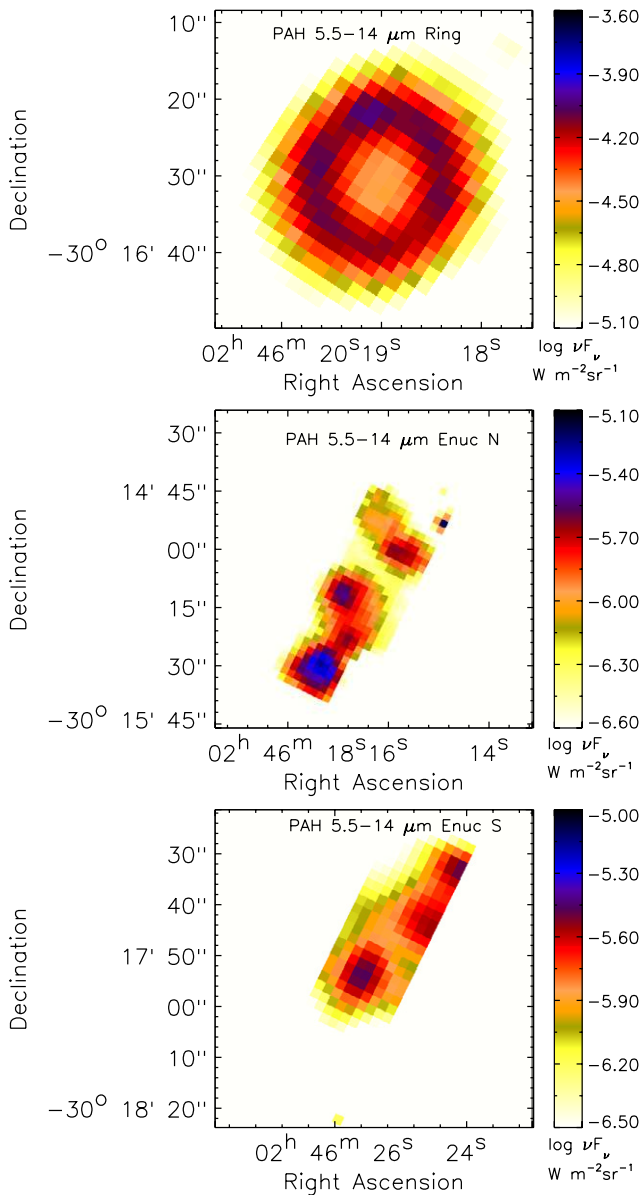 PAH 5.5−14 μm Ring
Declination
10''
20''
30''
−30° 16' 40''
02ʰ 46ᵐ 20ˢ 19ˢ 18ˢ
Right Ascension
−3.60
−3.90
−4.20
−4.50
−4.80
−5.10
log νFν
W m⁻²sr⁻¹
PAH 5.5−14 μm Enuc N
Declination
30''
14' 45''
00''
15''
30''
−30° 15' 45''
02ʰ 46ᵐ 18ˢ 16ˢ 14ˢ
Right Ascension
−5.10
−5.40
−5.70
−6.00
−6.30
−6.60
log νFν
W m⁻²sr⁻¹
PAH 5.5−14 μm Enuc S
Declination
30''
40''
17' 50''
00''
10''
−30° 18' 20''
02ʰ 46ᵐ 26ˢ 24ˢ
Right Ascension
−5.00
−5.30
−5.60
−5.90
−6.20
−6.50
log νFν
W m⁻²sr⁻¹